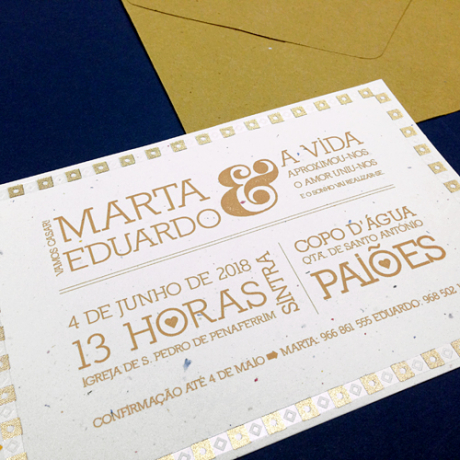 VAMOS CASAR!
MARTA
EDUARDO
&
A VIDA
APROXIMOU-NOS,
O AMOR UNIU-NOS
E O SONHO VAI REALIZAR-SE.
4 DE JUNHO DE 2018
13 HORAS
SINTRA
IGREJA DE S. PEDRO DE PENAFERRIM
COPO D'ÁGUA
QTA. DE SANTO ANTÓNIO
PAIÕES
CONFIRMAÇÃO ATÉ 4 DE MAIO ➡ MARTA: 966 861 555 EDUARDO: 968 502